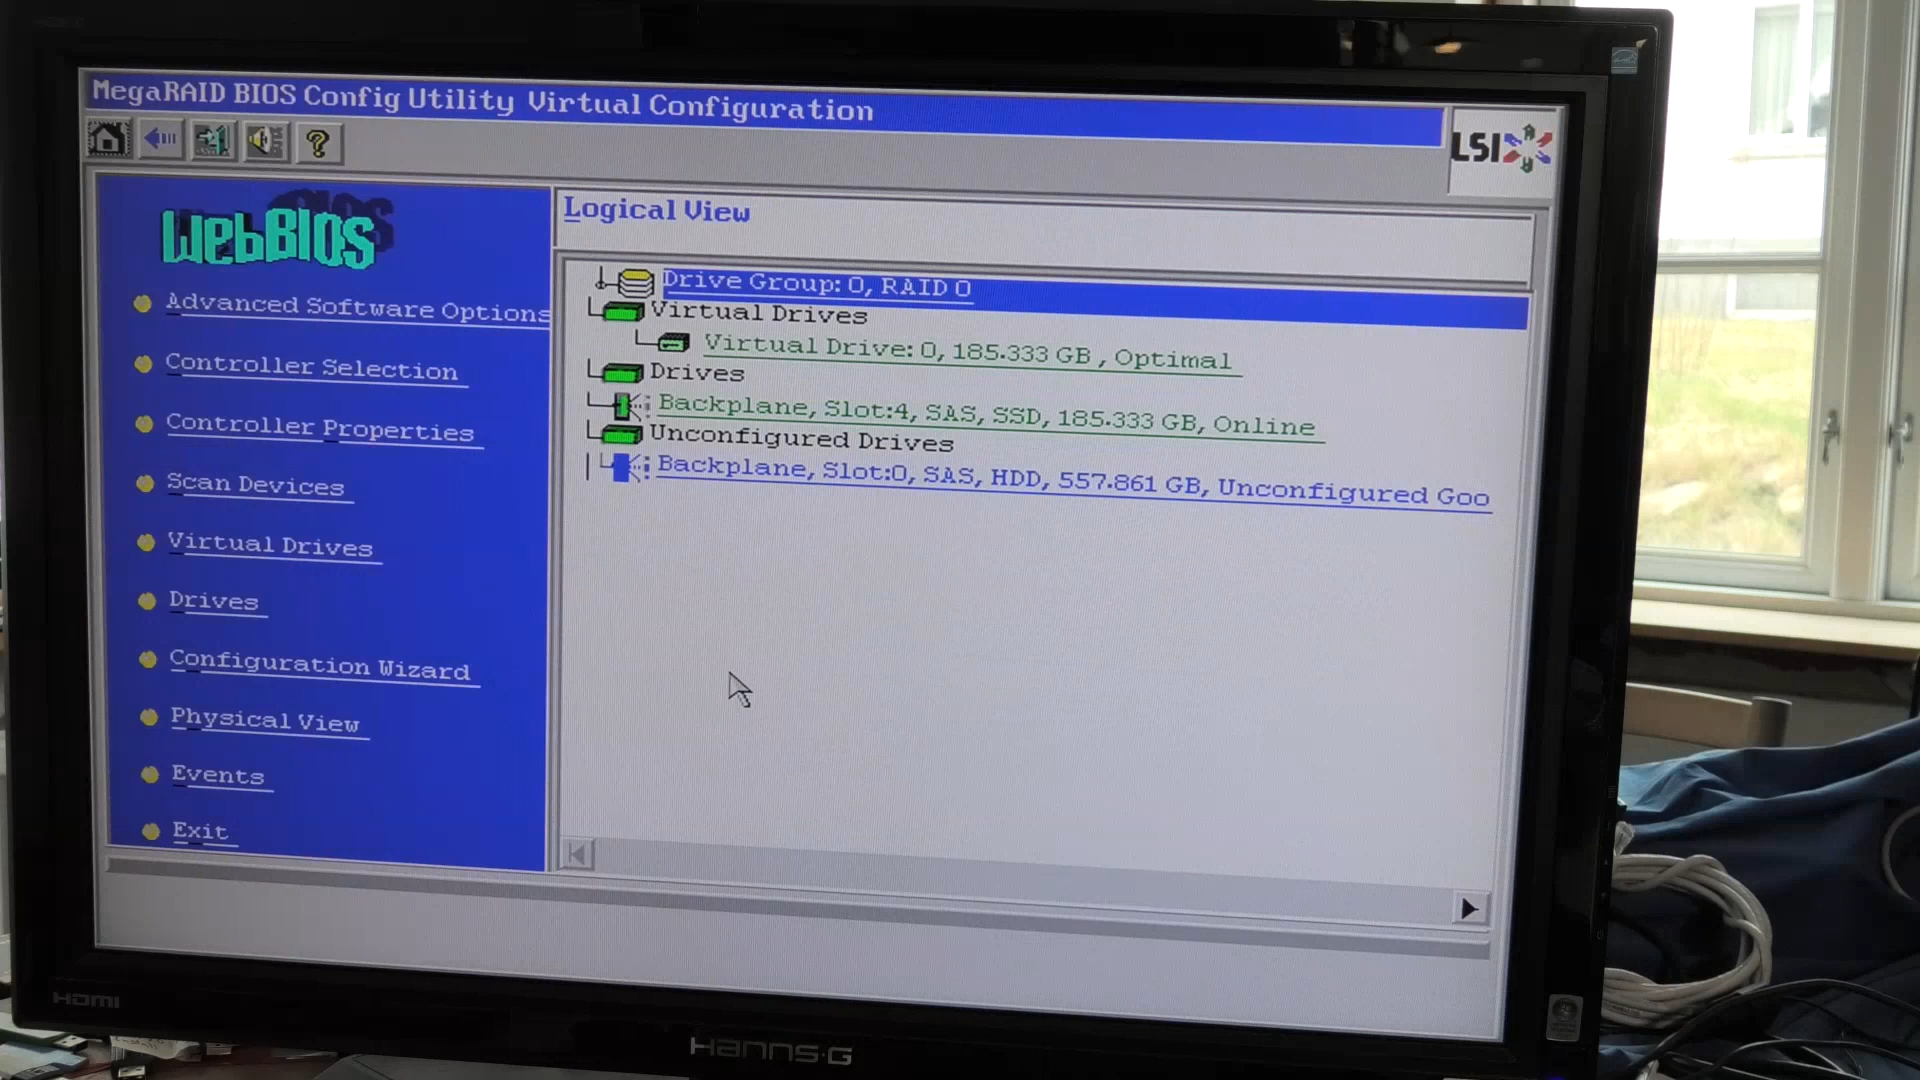 MegaRAID BIOS Config Utility Virtual Configuration
LSI
WebBIOS
Advanced Software Options
Controller Selection
Controller Properties
Scan Devices
Virtual Drives
Drives
Configuration Wizard
Physical View
Events
Exit
Logical View
Drive Group: 0, RAID 0
Virtual Drives
Virtual Drive: 0, 185.333 GB , Optimal
Drives
Backplane, Slot:4, SAS, SSD, 185.333 GB, Online
Unconfigured Drives
Backplane, Slot:0, SAS, HDD, 557.861 GB, Unconfigured Goo
HDMI
HANNS·G